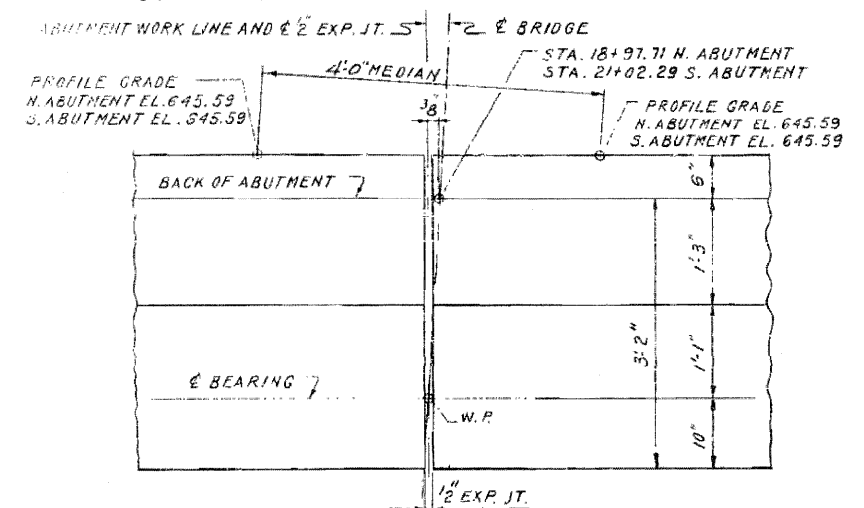 ABUTMENT WORK LINE AND ℄ ½" EXP. JT.
℄ BRIDGE
STA. 18+97.71 N. ABUTMENT
STA. 21+02.29 S. ABUTMENT
4'-0" MEDIAN
PROFILE GRADE
N. ABUTMENT EL. 645.59
S. ABUTMENT EL. 645.59
3/8"
PROFILE GRADE
N. ABUTMENT EL. 645.59
S. ABUTMENT EL. 645.59
6"
BACK OF ABUTMENT
1'-3"
3'-2"
1'-1"
℄ BEARING
W.P.
10"
½" EXP. JT.